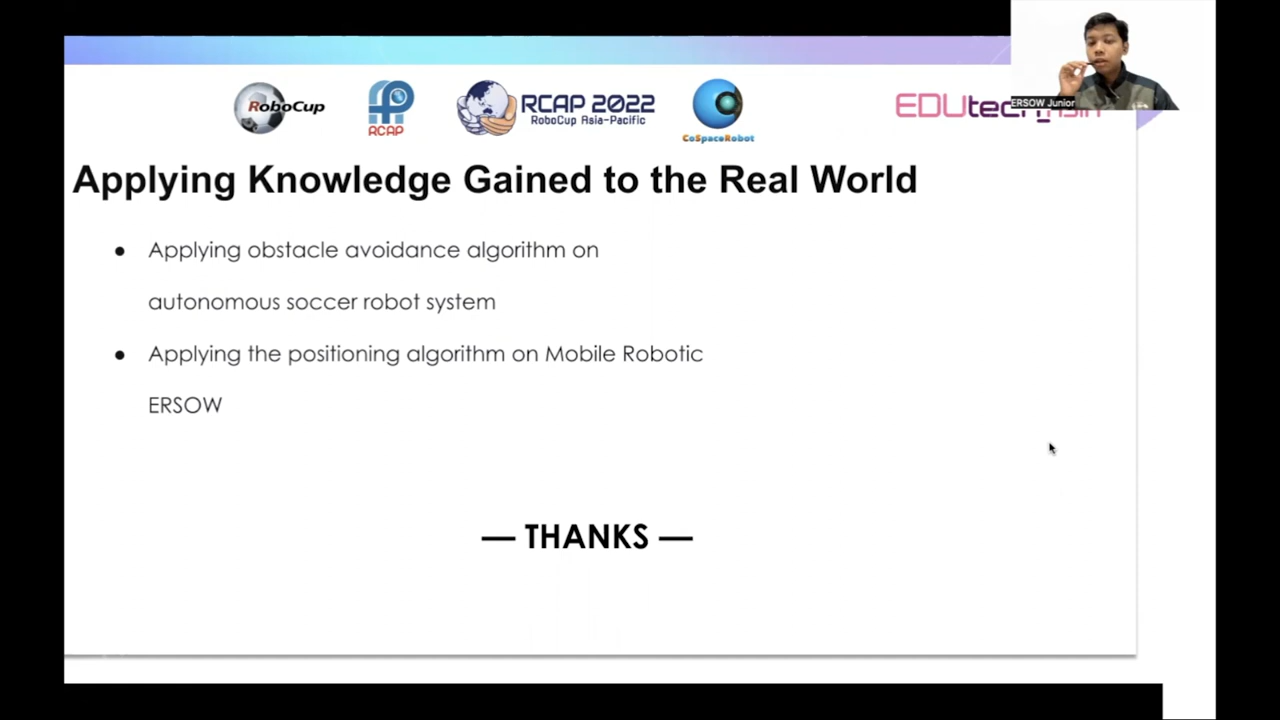 RoboCup
RCAP
RCAP 2022
RoboCup Asia-Pacific
CoSpaceRobot
EDUtech_asia
ERSOW Junior
Applying Knowledge Gained to the Real World
● Applying obstacle avoidance algorithm on
autonomous soccer robot system
● Applying the positioning algorithm on Mobile Robotic
ERSOW
— THANKS —